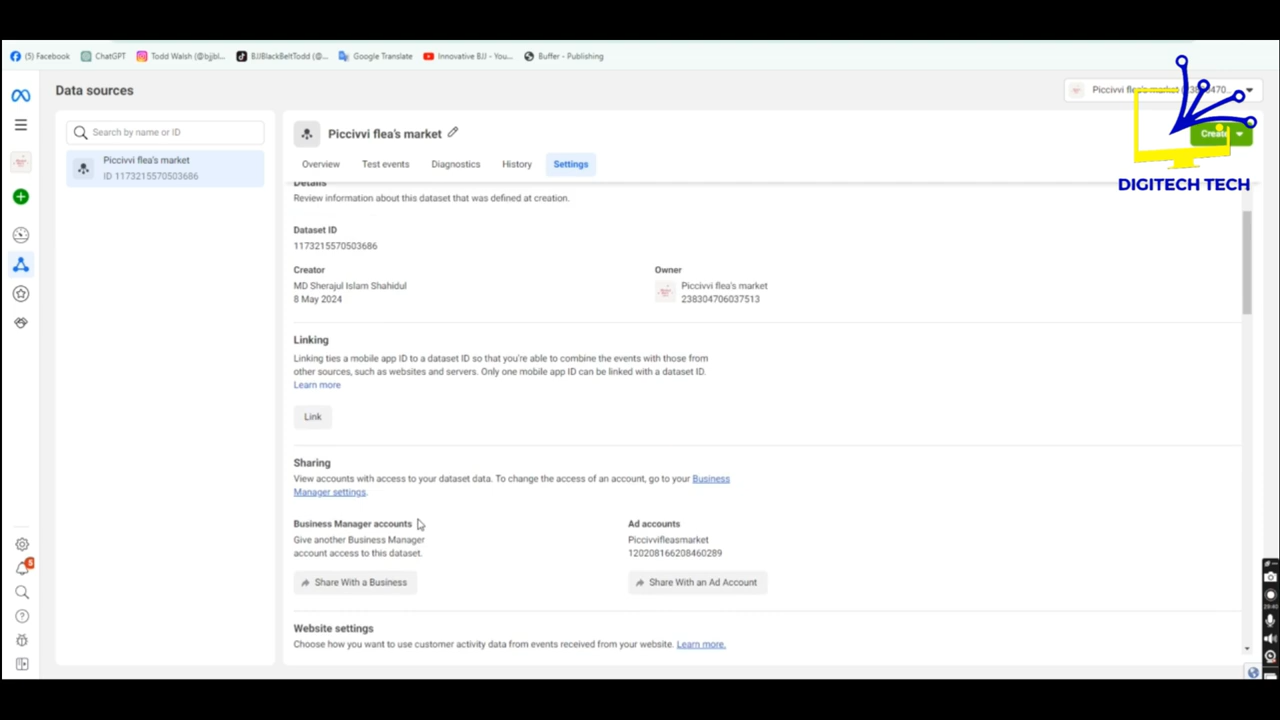 (5) Facebook
ChatGPT
Todd Walsh (@bjjbl...
BJJBlackBeltTodd (@...
Google Translate
Innovative BJJ - You...
Buffer - Publishing
Data sources
Piccivvi flea's market
Create
DIGITECH TECH
Search by name or ID
Piccivvi flea's market
ID 1173215570503686
Piccivvi flea's market
Overview
Test events
Diagnostics
History
Settings
Details
Review information about this dataset that was defined at creation.
Dataset ID
1173215570503686
Creator
MD Sherajul Islam Shahidul
8 May 2024
Owner
Piccivvi flea's market
238304706037513
Linking
Linking ties a mobile app ID to a dataset ID so that you're able to combine the events with those from
other sources, such as websites and servers. Only one mobile app ID can be linked with a dataset ID.
Learn more
Link
Sharing
View accounts with access to your dataset data. To change the access of an account, go to your Business
Manager settings.
Business Manager accounts
Give another Business Manager
account access to this dataset.
Share With a Business
Ad accounts
Piccivvifleasmarket
120208166208460289
Share With an Ad Account
Website settings
Choose how you want to use customer activity data from events received from your website. Learn more.